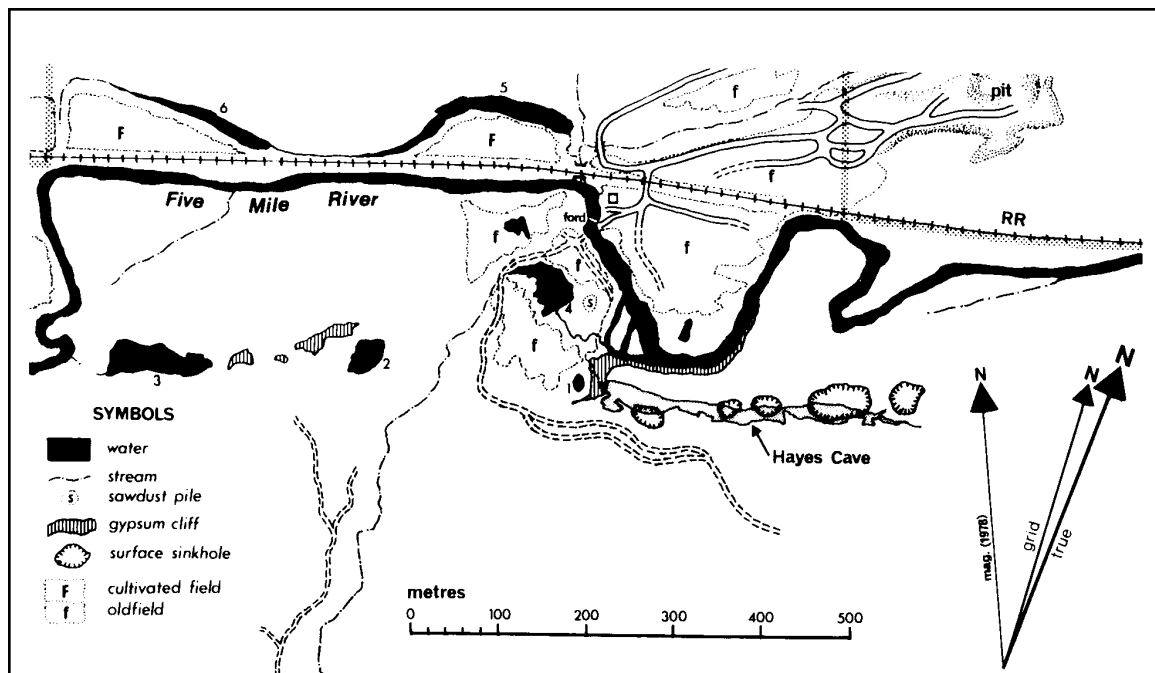 6
5
F
F
f
pit
f
Five Mile River
ford
RR
f
f
f
s
4
f
3
2
1
Hayes Cave
SYMBOLS
water
stream
s
sawdust pile
gypsum cliff
surface sinkhole
F
cultivated field
f
oldfield
metres
0 100 200 300 400 500
N
N
N
mag. (1978)
grid
true